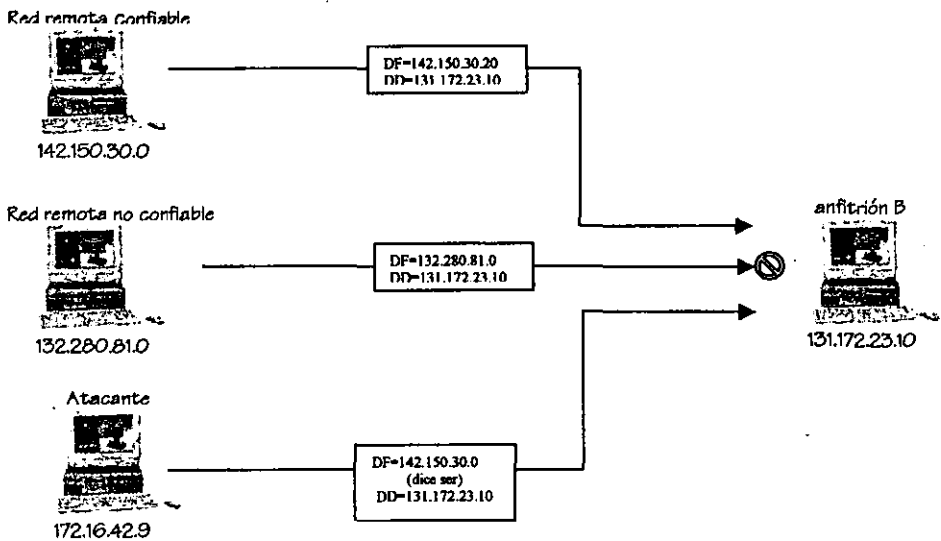 Red remota Confiable
DF=142.150.30.20
DD=131.172.23.10
142.150.30.0
Red remota no confiable
anfitrión B
DF=132.280.81.0
DD=131.172.23.10
132.280.81.0
131.172.23.10
Atacante
DF=142.150.30.0
(dice ser)
DD=131.172.23.10
172.16.42.9